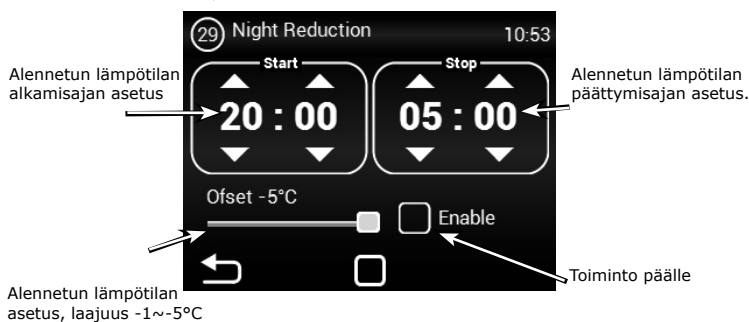 29 Night Reduction 10:53
Start Stop
Alennetun lämpötilan
alkamisajan asetus
20 : 00 05 : 00
Alennetun lämpötilan
päättymisajan asetus.
Ofset -5°C
Enable
Toiminto päälle
Alennetun lämpötilan
asetus, laajuus -1~-5°C